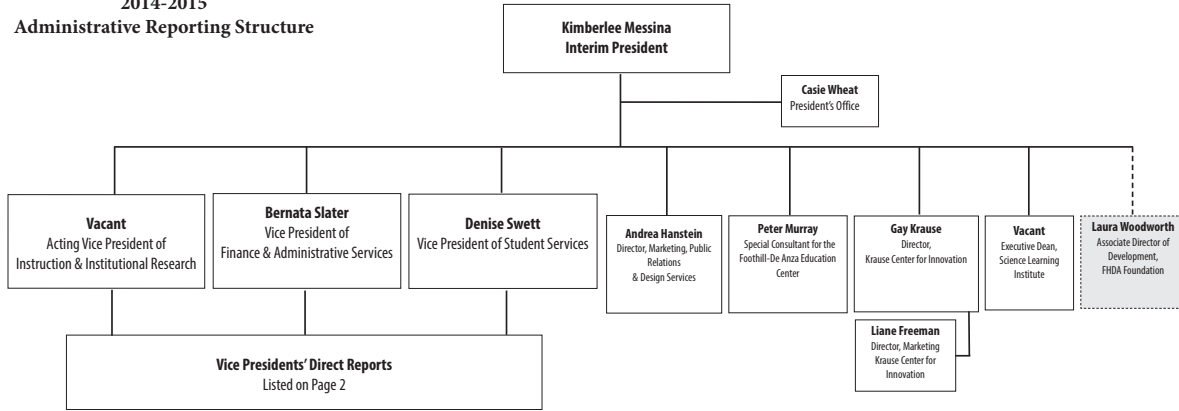 2014-2015
Administrative Reporting Structure
Kimberlee Messina
Interim President
Casie Wheat
President's Office
Vacant
Acting Vice President of
Instruction & Institutional Research
Bernata Slater
Vice President of
Finance & Administrative Services
Denise Swett
Vice President of Student Services
Andrea Hanstein
Director, Marketing, Public
Relations
& Design Services
Peter Murray
Special Consultant for the
Foothill-De Anza Education
Center
Gay Krause
Director,
Krause Center for Innovation
Vacant
Executive Dean,
Science Learning
Institute
Laura Woodworth
Associate Director of
Development,
FHDA Foundation
Liane Freeman
Director, Marketing
Krause Center for
Innovation
Vice Presidents' Direct Reports
Listed on Page 2